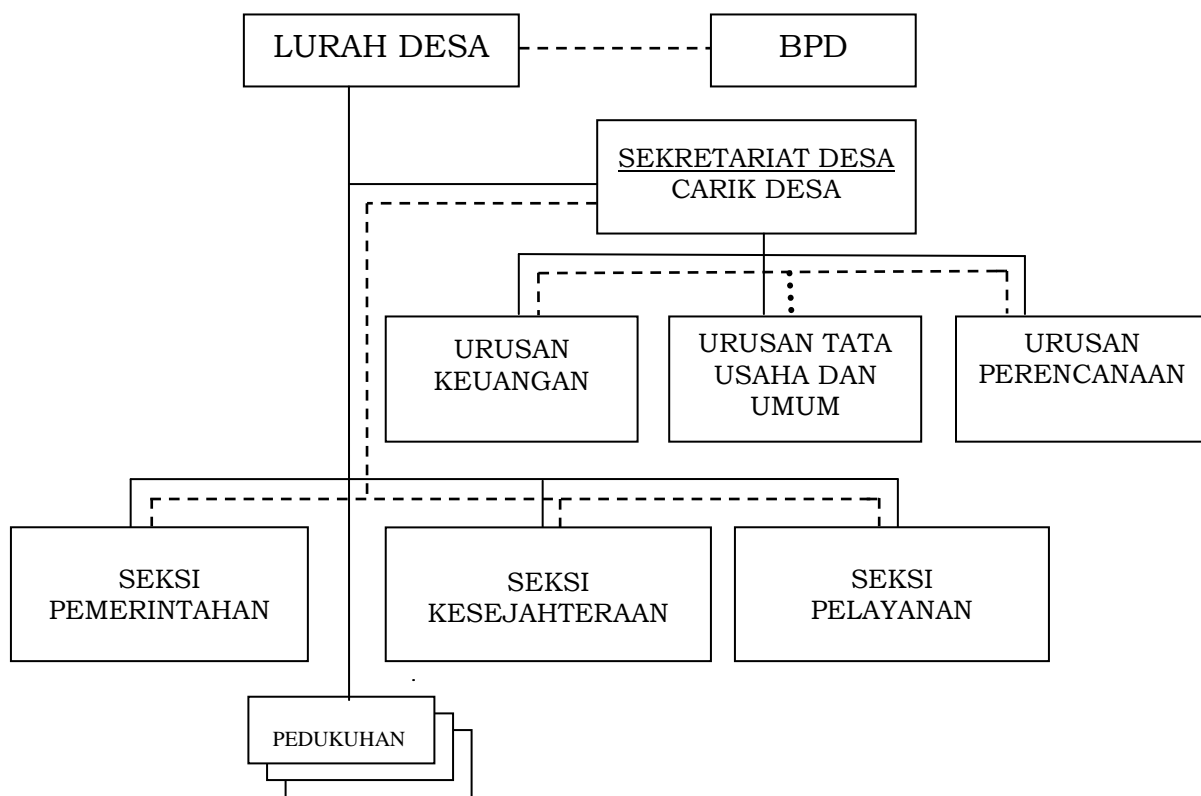 LURAH DESA
BPD
SEKRETARIAT DESA
CARIK DESA
URUSAN
KEUANGAN
URUSAN TATA
USAHA DAN
UMUM
URUSAN
PERENCANAAN
SEKSI
PEMERINTAHAN
SEKSI
KESEJAHTERAAN
SEKSI
PELAYANAN
PEDUKUHAN